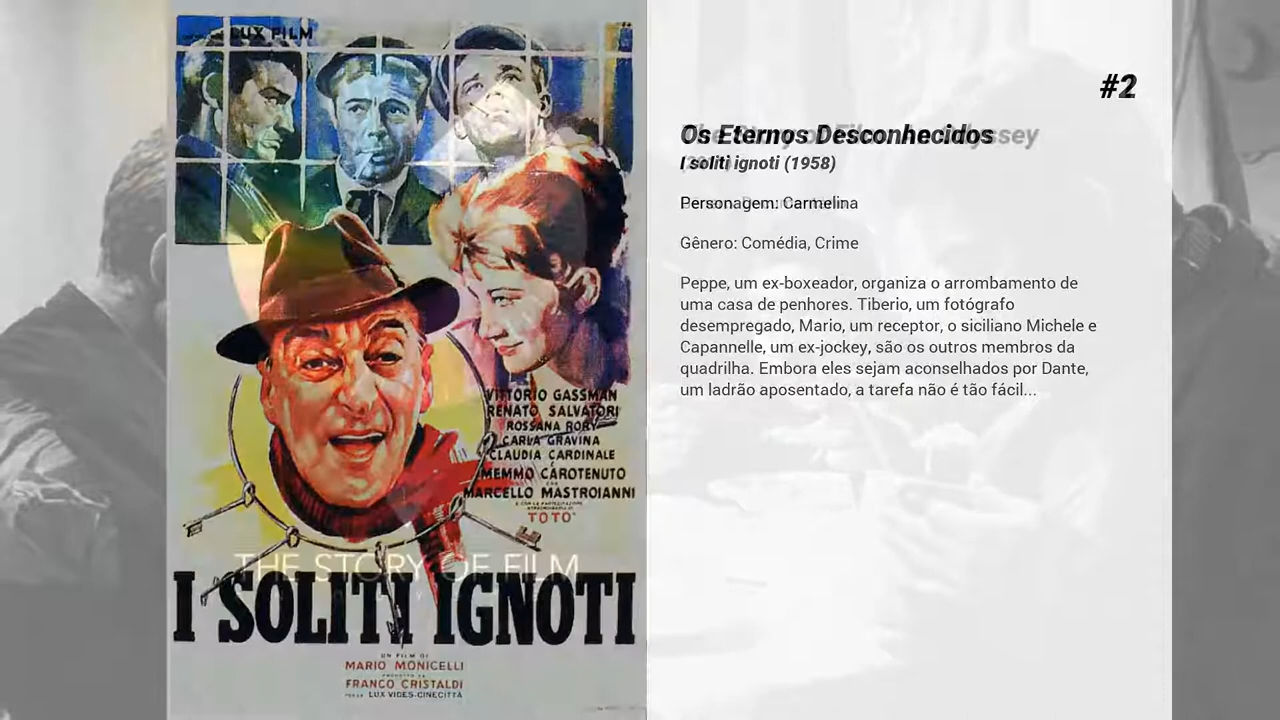 LUX FILM
VITTORIO GASSMAN
RENATO SALVATORI
ROSSANA RORY
CARLA GRAVINA
CLAUDIA CARDINALE
MEMMO CAROTENUTO
MARCELLO MASTROIANNI
TOTO'
THE STORY OF FILM
I SOLITI IGNOTI
UN FILM DI
MARIO MONICELLI
FRANCO CRISTALDI
LUX VIDES-CINECITTÀ
#2
Os Eternos Desconhecidos
I soliti ignoti (1958)
Personagem: Carmelina
Gênero: Comédia, Crime
Peppe, um ex-boxeador, organiza o arrombamento de
uma casa de penhores. Tiberio, um fotógrafo
desempregado, Mario, um receptor, o siciliano Michele e
Capannelle, um ex-jockey, são os outros membros da
quadrilha. Embora eles sejam aconselhados por Dante,
um ladrão aposentado, a tarefa não é tão fácil...